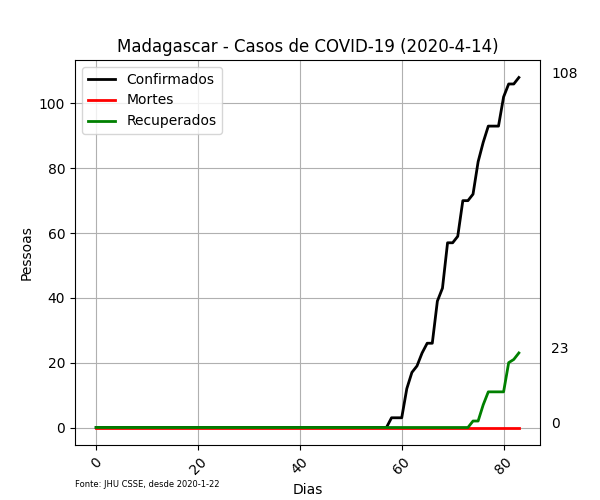 Madagascar - Casos de COVID-19 (2020-4-14)
Confirmados
Mortes
Recuperados
108
23
0
100
80
60
40
20
0
Pessoas
0
20
40
60
80
Dias
Fonte: JHU CSSE, desde 2020-1-22